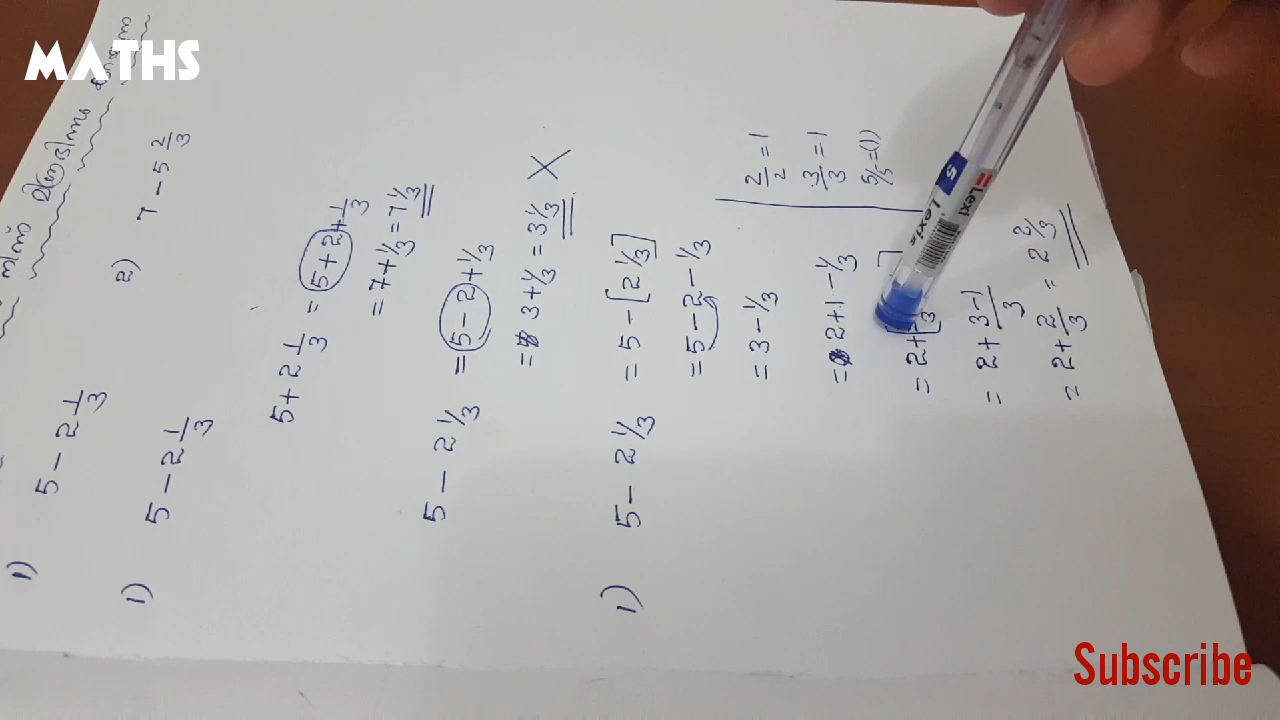 MATHS
1) 5 - 2 1/3
2) 7 - 5 2/3
1) 5 - 2 1/3
5 + 2 1/3 = 5 + 2 + 1/3
= 7 + 1/3 = 7 1/3
5 - 2 1/3 = 5 - 2 + 1/3
= 3 + 1/3 = 3 1/3 X
1) 5 - 2 1/3 = 5 - [2 1/3]
= 5 - 2 - 1/3
= 3 - 1/3
2/2 = 1
3/3 = 1
5/5 = (1)
= 2 + 1 - 1/3
= 2 + [
= 2 + 3-1/3
= 2 + 2/3 = 2 2/3
5 Lexi
Lexi
Subscribe